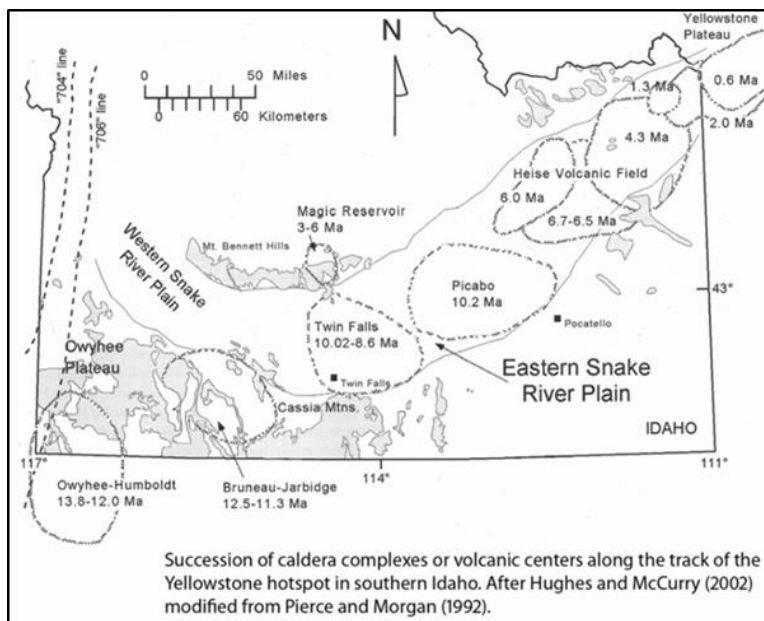 Yellowstone
Plateau
N
0 50 Miles
0 60
Kilometers
"704" line
"706" line
1.3 Ma
0.6 Ma
2.0 Ma
4.3 Ma
Heise Volcanic Field
6.0
6.7-6.5 Ma
Magic Reservoir
3-6 Ma
Mt. Bennett Hills
Western Snake
River Plain
Picabo
10.2 Ma
43°
Pocatello
Twin Falls
10.02-8.6 Ma
Twin Falls
Eastern Snake
River Plain
Owyhee
Plateau
Cassia Mtns.
IDAHO
117°
114°
111°
Owyhee-Humboldt
13.8-12.0 Ma
Bruneau-Jarbidge
12.5-11.3 Ma
Succession of caldera complexes or volcanic centers along the track of the
Yellowstone hotspot in southern Idaho. After Hughes and McCurry (2002)
modified from Pierce and Morgan (1992).